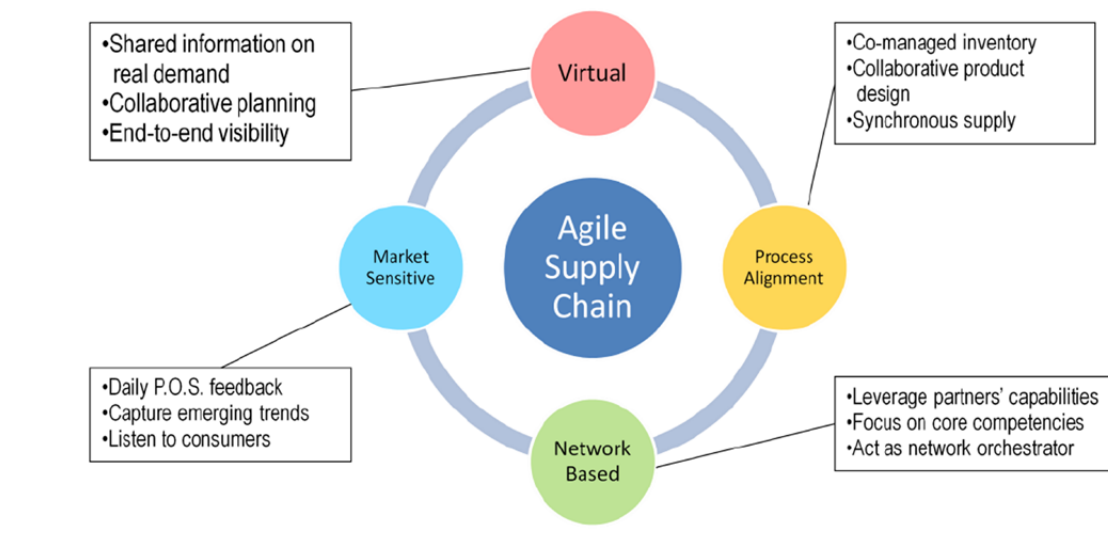 •Shared information on
real demand
•Collaborative planning
•End-to-end visibility
Virtual
•Co-managed inventory
•Collaborative product
design
•Synchronous supply
Market
Sensitive
Agile
Supply
Chain
Process
Alignment
•Daily P.O.S. feedback
•Capture emerging trends
•Listen to consumers
Network
Based
•Leverage partners’ capabilities
•Focus on core competencies
•Act as network orchestrator